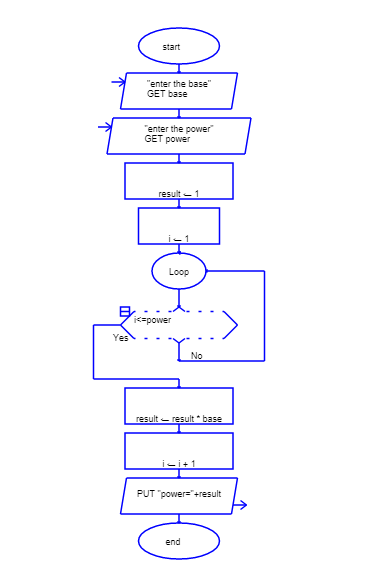 start
"enter the base"
GET base
"enter the power"
GET power
result ← 1
i ← 1
Loop
i<=power
Yes
No
result ← result * base
i ← i + 1
PUT "power="+result
end